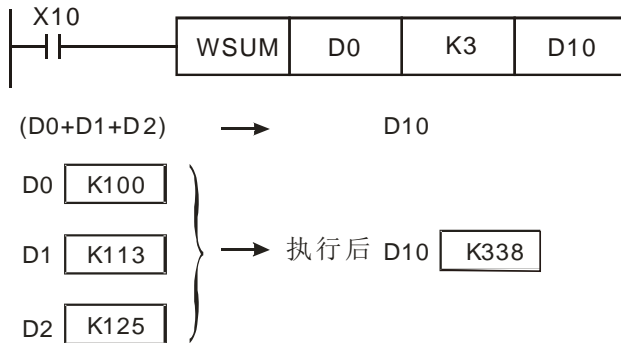 X10
WSUM D0 K3 D10
(D0+D1+D2) → D10
D0 K100
D1 K113 → 执行后 D10 K338
D2 K125